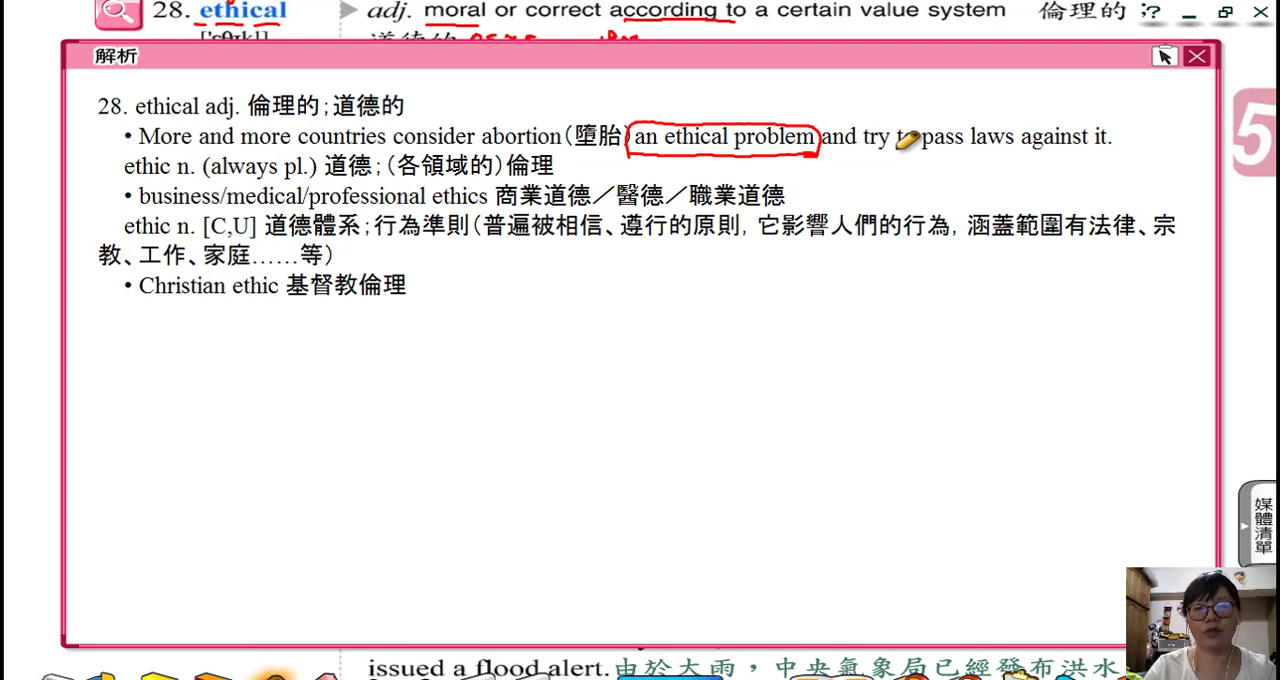 28. ethical
adj. moral or correct according to a certain value system 倫理的；
解析
28. ethical adj. 倫理的；道德的
• More and more countries consider abortion（墮胎）an ethical problem and try to pass laws against it.
ethic n. (always pl.) 道德；（各領域的）倫理
• business/medical/professional ethics 商業道德／醫德／職業道德
ethic n. [C,U] 道德體系；行為準則（普遍被相信、遵行的原則，它影響人們的行為，涵蓋範圍有法律、宗
教、工作、家庭……等）
• Christian ethic 基督教倫理
5
媒體清單
issued a flood alert. 由於大雨，中央氣象局已經發布洪水